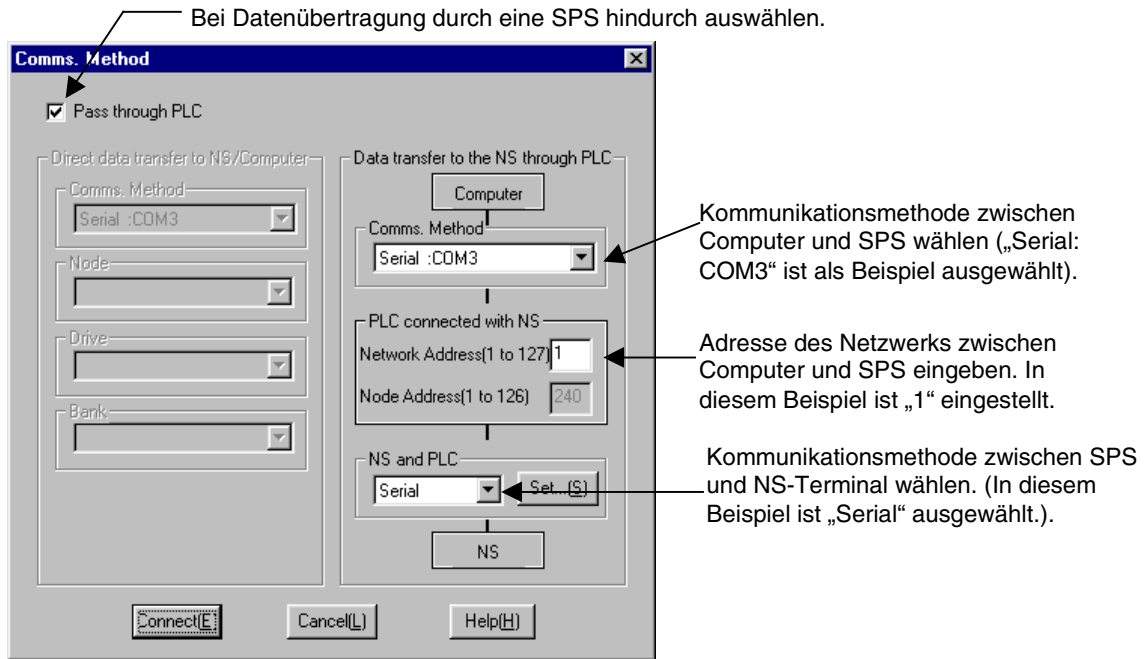 Bei Datenübertragung durch eine SPS hindurch auswählen.
Comms. Method
Pass through PLC
Direct data transfer to NS/Computer
Comms. Method
Serial :COM3
Node
Drive
Bank
Data transfer to the NS through PLC
Computer
Comms. Method
Serial :COM3
PLC connected with NS
Network Address(1 to 127) 1
Node Address(1 to 126) 240
NS and PLC
Serial Set...(S)
NS
Connect(E) Cancel(L) Help(H)
Kommunikationsmethode zwischen
Computer und SPS wählen („Serial:
COM3“ ist als Beispiel ausgewählt).
Adresse des Netzwerks zwischen
Computer und SPS eingeben. In
diesem Beispiel ist „1“ eingestellt.
Kommunikationsmethode zwischen SPS
und NS-Terminal wählen. (In diesem
Beispiel ist „Serial“ ausgewählt.).